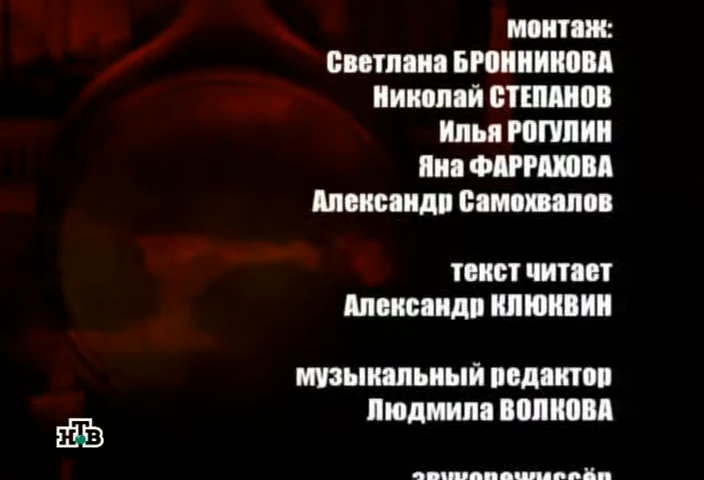 монтаж:
Светлана БРОННИКОВА
Николай СТЕПАНОВ
Илья РОГУЛИН
Яна ФАРРАХОВА
Александр Самохвалов
текст читает
Александр КЛЮКВИН
музыкальный редактор
Людмила ВОЛКОВА
НТВ
звукорежиссёр